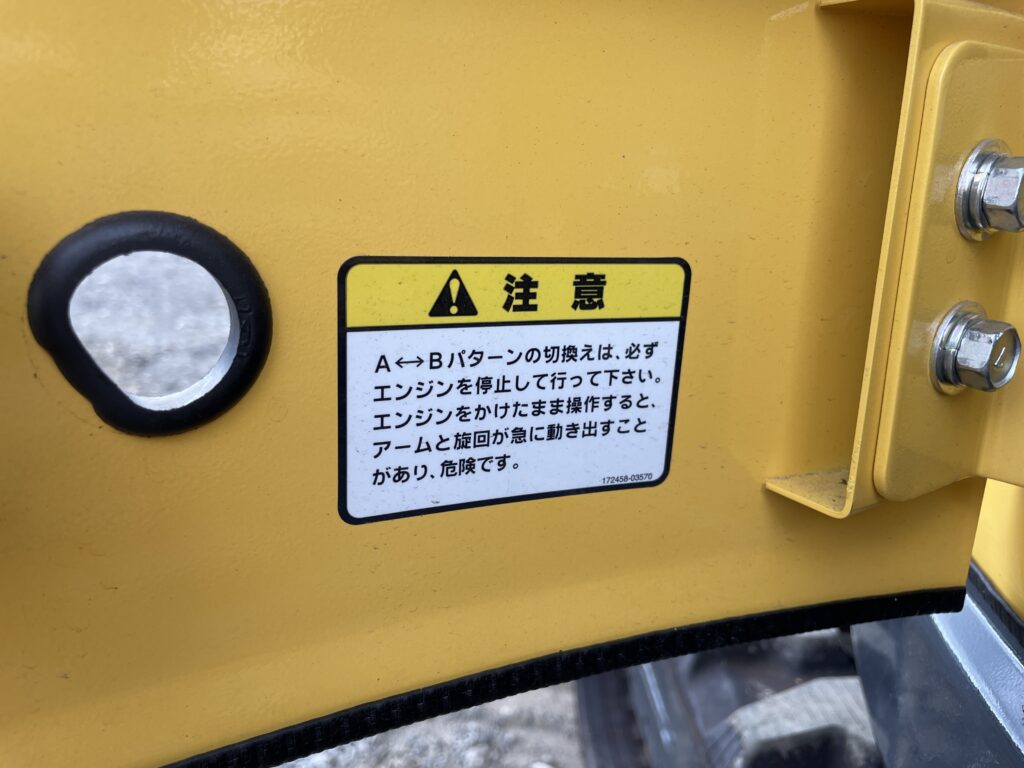 注意
A↔Bパターンの切換えは、必ず
エンジンを停止して行って下さい。
エンジンをかけたまま操作すると、
アームと旋回が急に動き出すこと
があり、危険です。
172458-03570